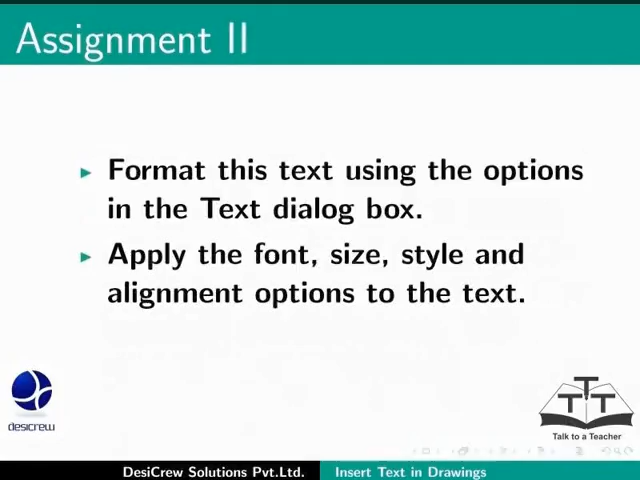 Assignment II
Format this text using the options
in the Text dialog box.
Apply the font, size, style and
alignment options to the text.
desicrew
TTT
Talk to a Teacher
DesiCrew Solutions Pvt.Ltd.
Insert Text in Drawings